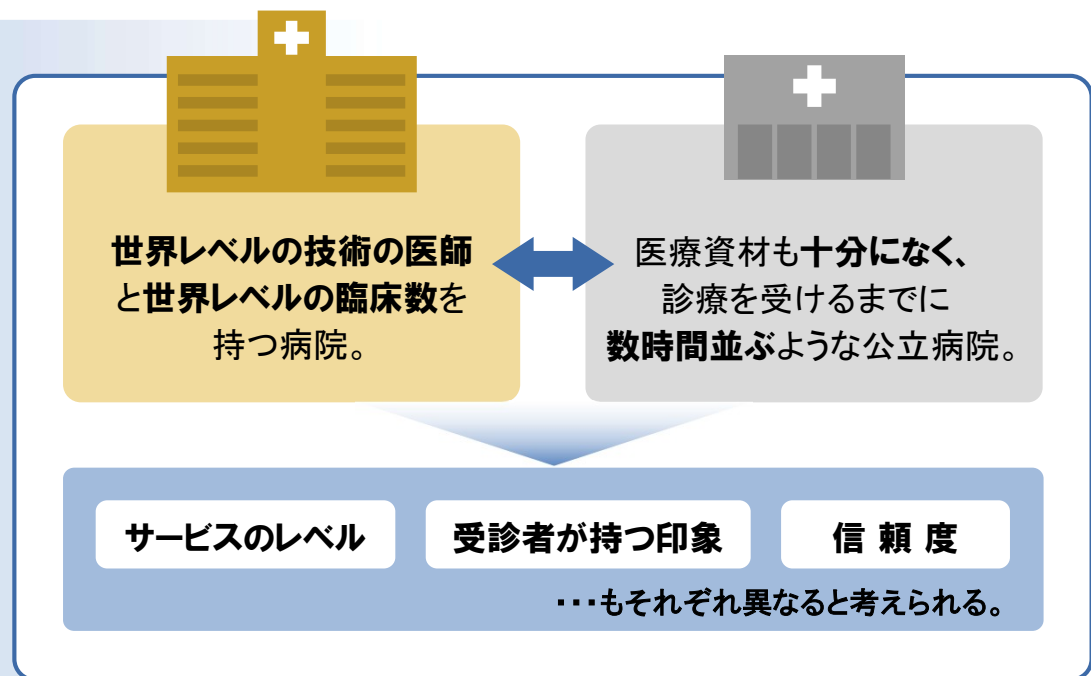 世界レベルの技術の医師
と世界レベルの臨床数を
持つ病院。
医療資材も十分になく、
診療を受けるまでに
数時間並ぶような公立病院。
サービスのレベル
受診者が持つ印象
信頼度
・・・もそれぞれ異なると考えられる。